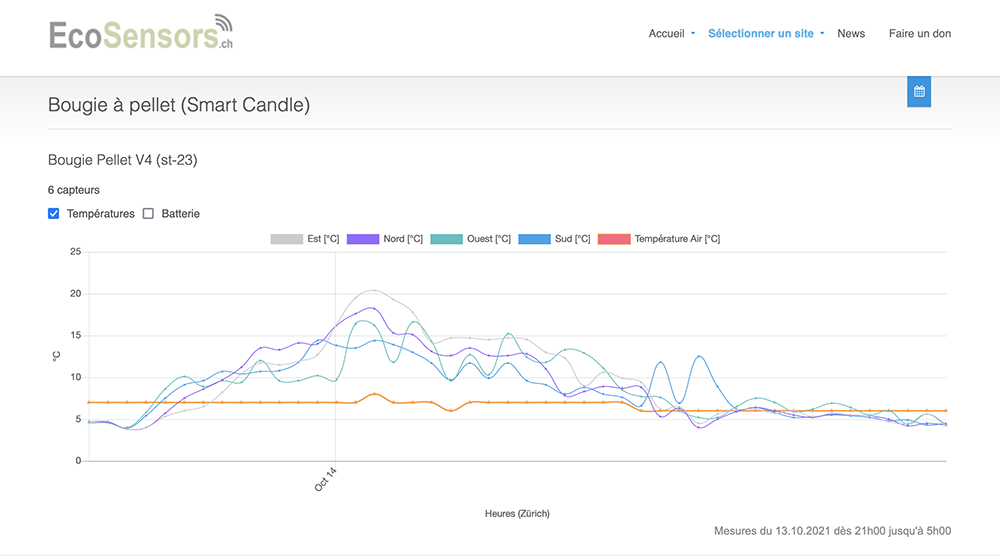 EcoSensors.ch
Accueil Sélectionner un site News Faire un don
Bougie à pellet (Smart Candle)
Bougie Pellet V4 (st-23)
6 capteurs
Températures Batterie
Est [°C] Nord [°C] Ouest [°C] Sud [°C] Température Air [°C]
25
20
15
°C
10
5
0
Oct 14
Heures (Zürich)
Mesures du 13.10.2021 dès 21h00 jusqu'à 5h00